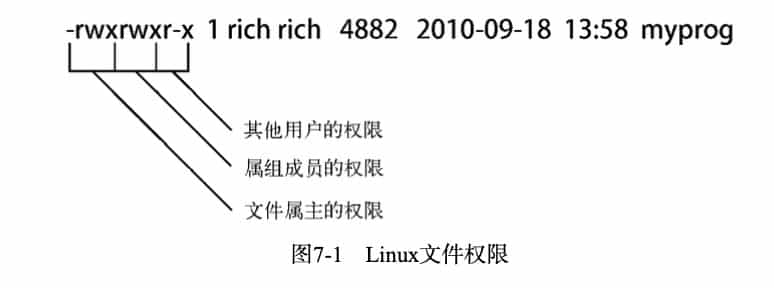 -rwxrwxr-x 1 rich rich 4882 2010-09-18 13:58 myprog
其他用户的权限
属组成员的权限
文件属主的权限
图7-1 Linux文件权限